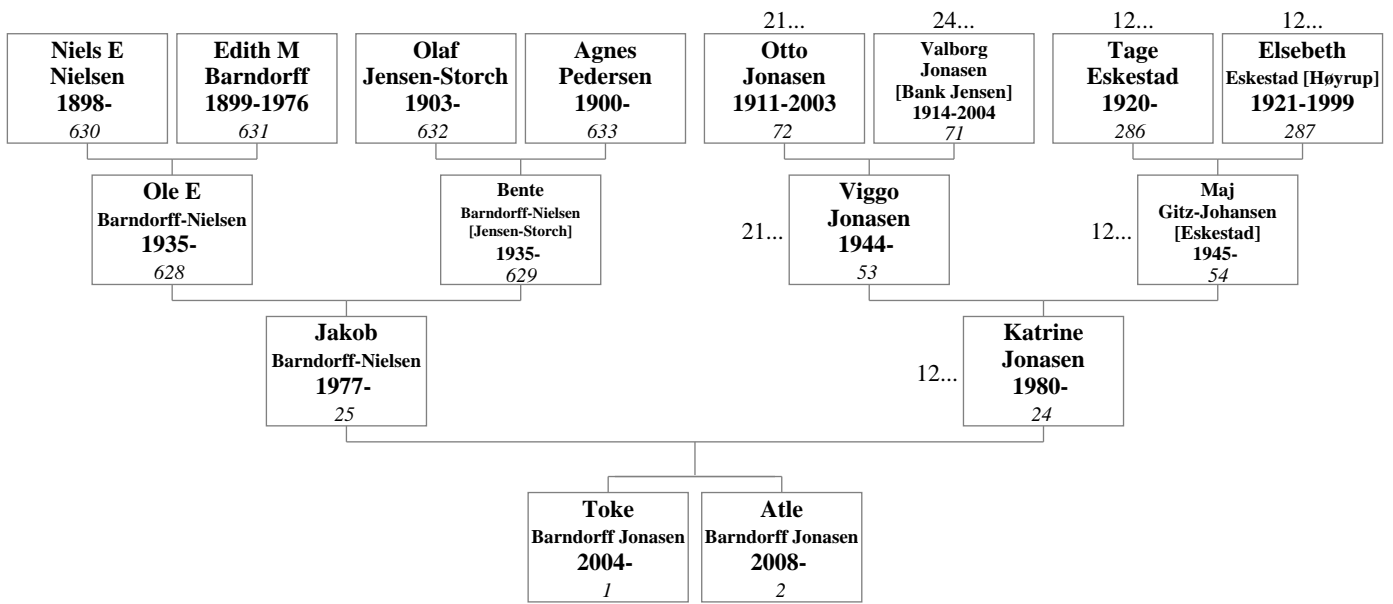 21...
24...
12...
12...
Niels E
Nielsen
1898-
630
Edith M
Barndorff
1899-1976
631
Olaf
Jensen-Storch
1903-
632
Agnes
Pedersen
1900-
633
Otto
Jonasen
1911-2003
72
Valborg
Jonasen
[Bank Jensen]
1914-2004
71
Tage
Eskestad
1920-
286
Elsebeth
Eskestad [Høyrup]
1921-1999
287
Ole E
Barndorff-Nielsen
1935-
628
Bente
Barndorff-Nielsen
[Jensen-Storch]
1935-
629
21...
Viggo
Jonasen
1944-
53
12...
Maj
Gitz-Johansen
[Eskestad]
1945-
54
Jakob
Barndorff-Nielsen
1977-
25
12...
Katrine
Jonasen
1980-
24
Toke
Barndorff Jonasen
2004-
1
Atle
Barndorff Jonasen
2008-
2